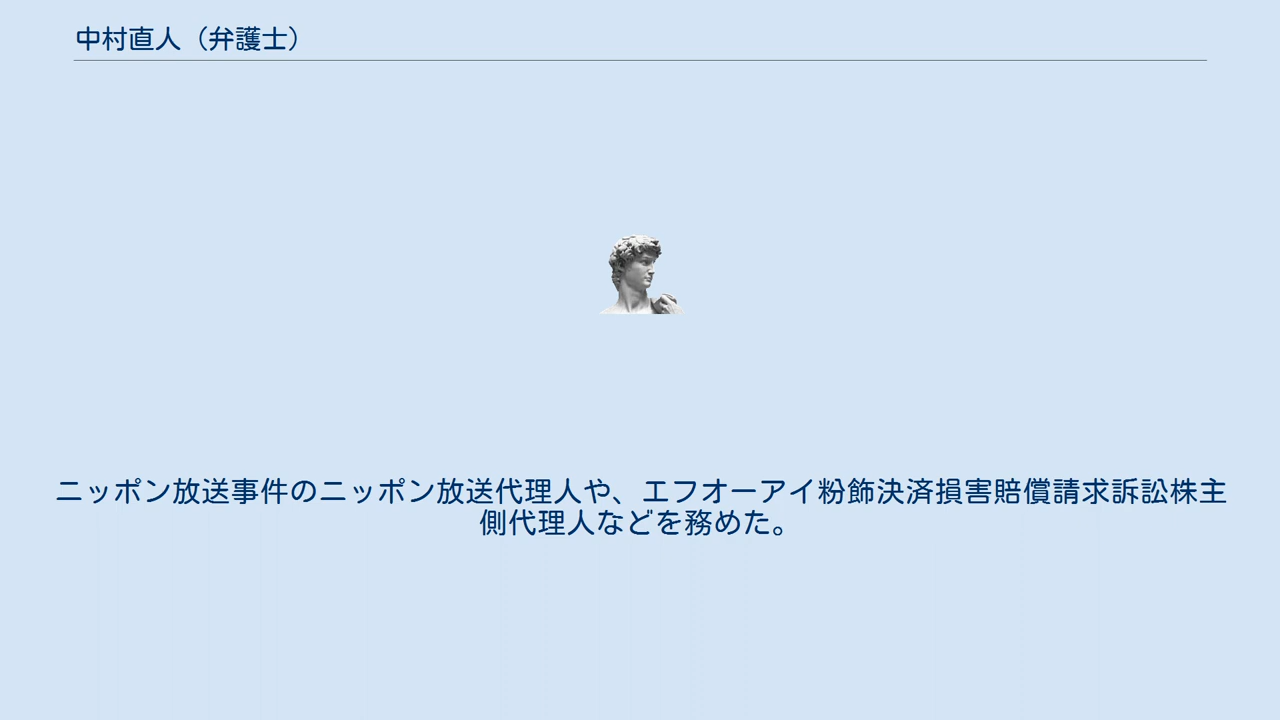 中村直人（弁護士）
ニッポン放送事件のニッポン放送代理人や、エフオーアイ粉飾決済損害賠償請求訴訟株主
側代理人などを務めた。